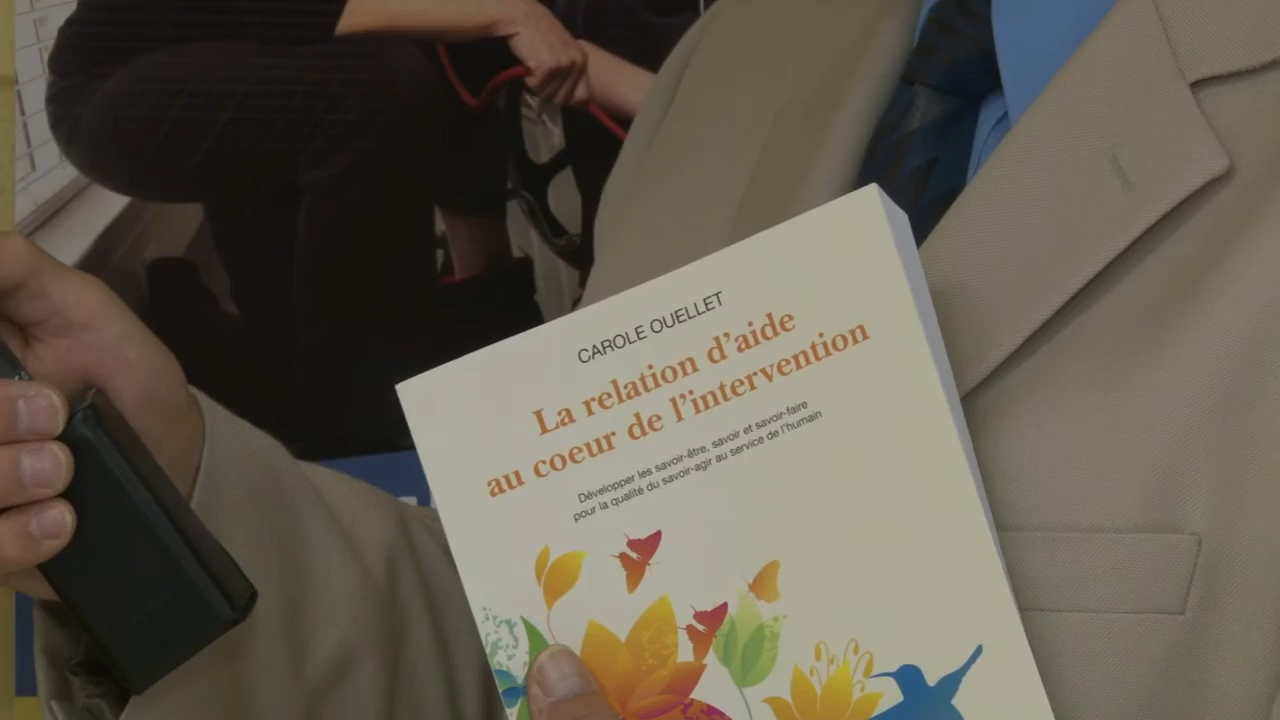 CAROLE OUELLET
La relation d'aide
au coeur de l'intervention
Développer les savoir-être, savoir et savoir-faire
pour la qualité du savoir-agir au service de l'humain